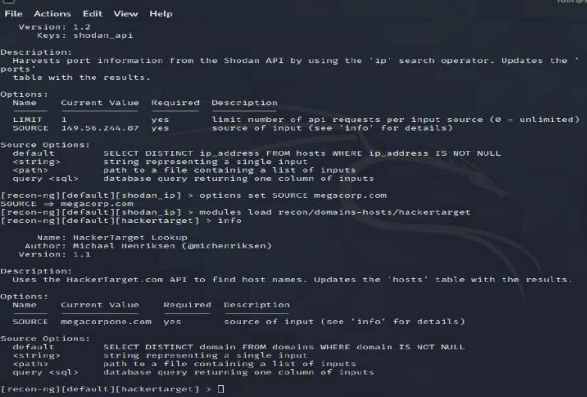 File Actions Edit View Help
Version: 1.2
Keys: shodan_api
Description:
Harvests port information from the Shodan API by using the 'ip' search operator. Updates the '
ports'
table with the results.
Options:
Name Current Value Required Description
LIMIT 1 yes limit number of api requests per input source (0 = unlimited)
SOURCE 149.56.244.87 yes source of input (see 'info' for details)
Source Options:
default SELECT DISTINCT ip_address FROM hosts WHERE ip_address IS NOT NULL
<string> string representing a single input
<path> path to a file containing a list of inputs
query <sql> database query returning one column of inputs
[recon-ng][default][shodan_ip] > options set SOURCE megacorp.com
SOURCE ⇒ megacorp.com
[recon-ng][default][shodan_ip] > modules load recon/domains-hosts/hackertarget
[recon-ng][default][hackertarget] > info
Name: HackerTarget Lookup
Author: Michael Henriksen (@michenriksen)
Version: 1.1
Description:
Uses the HackerTarget.com API to find host names. Updates the 'hosts' table with the results.
Options:
Name Current Value Required Description
SOURCE megacorpone.com yes source of input (see 'info' for details)
Source Options:
default SELECT DISTINCT domain FROM domains WHERE domain IS NOT NULL
<string> string representing a single input
<path> path to a file containing a list of inputs
query <sql> database query returning one column of inputs
[recon-ng][default][hackertarget] >